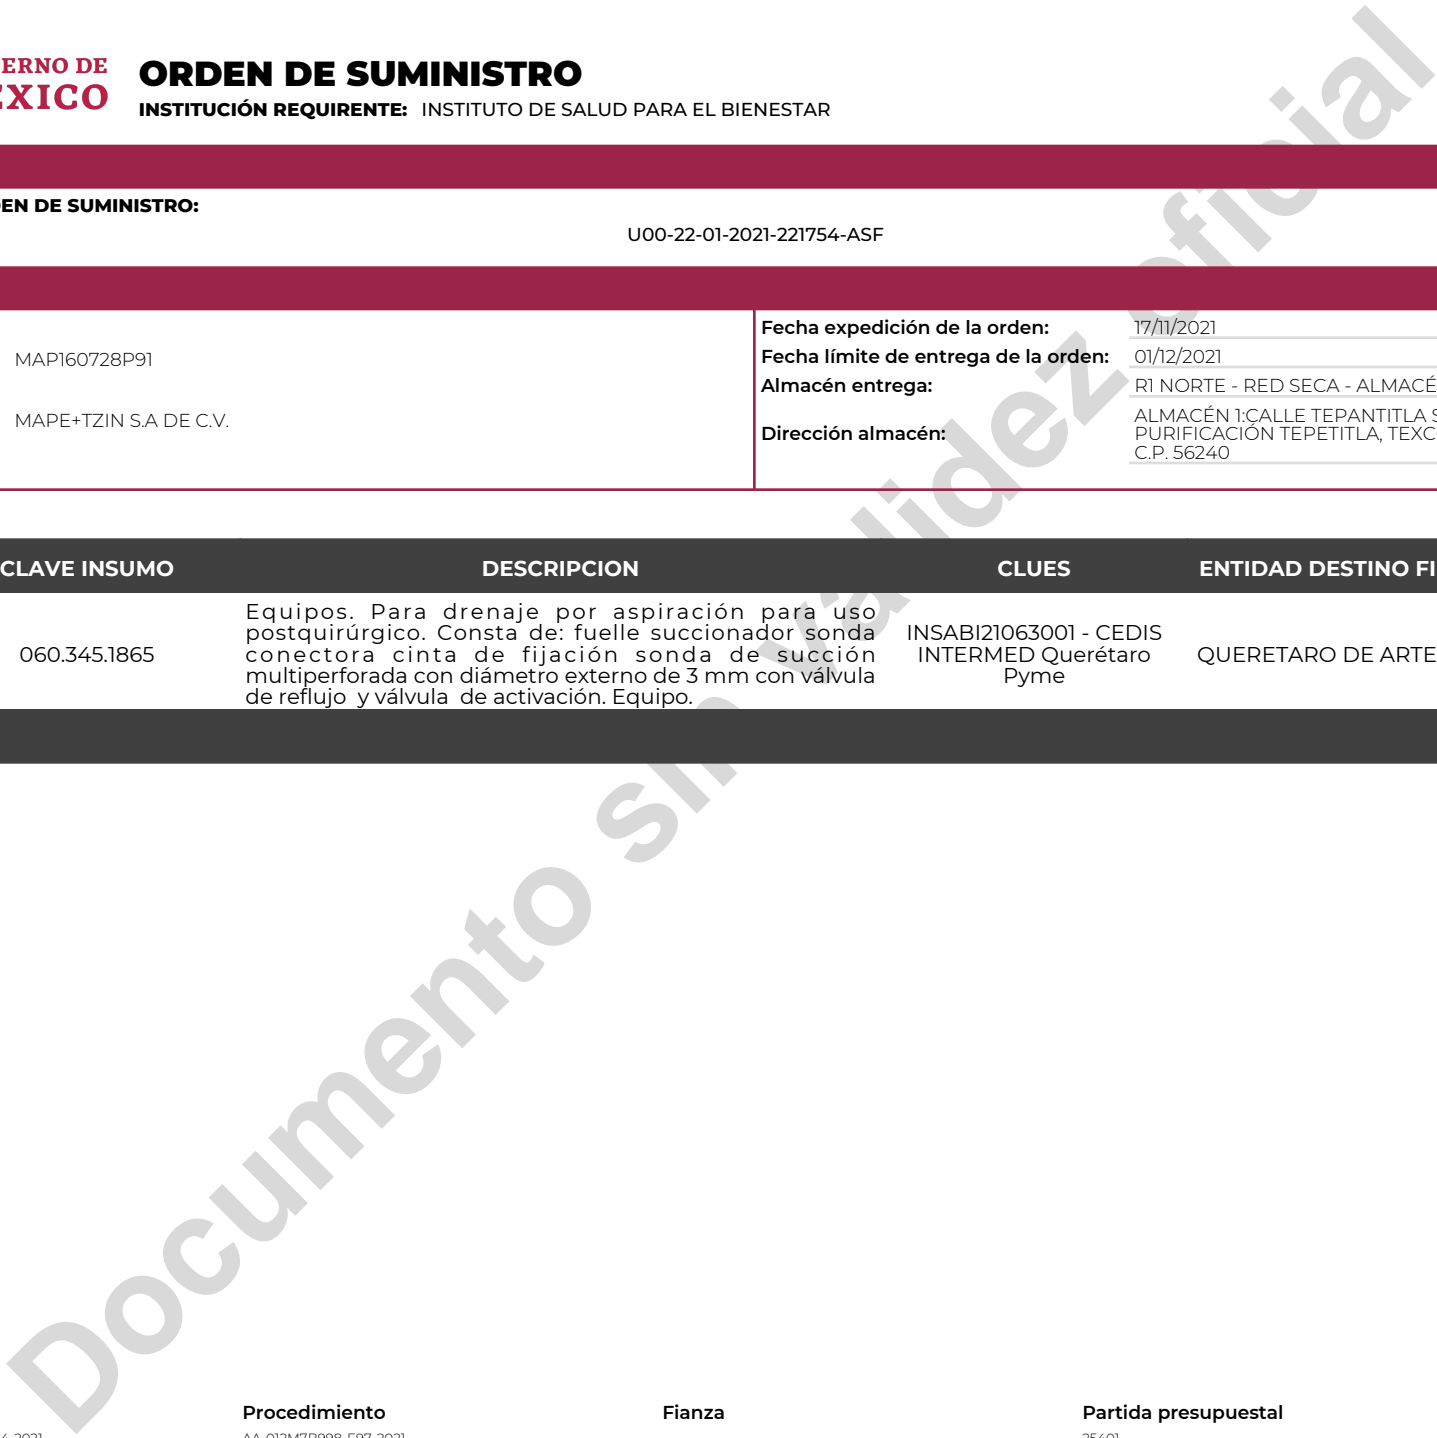 ERNO DE
ÉXICO
ORDEN DE SUMINISTRO
INSTITUCIÓN REQUIRENTE: INSTITUTO DE SALUD PARA EL BIENESTAR
EN DE SUMINISTRO:
U00-22-01-2021-221754-ASF
MAP160728P91
MAPE+TZIN S.A DE C.V.
Fecha expedición de la orden: 17/11/2021
Fecha límite de entrega de la orden: 01/12/2021
Almacén entrega: R1 NORTE - RED SECA - ALMACÉ
Dirección almacén:
ALMACÉN 1:CALLE TEPANTITLA S
PURIFICACIÓN TEPETITLA, TEXC
C.P. 56240
CLAVE INSUMO DESCRIPCION CLUES ENTIDAD DESTINO FI
060.345.1865
Equipos. Para drenaje por aspiración para uso
postquirúrgico. Consta de: fuelle succionador sonda
conectora cinta de fijación sonda de succión
multiperforada con diámetro externo de 3 mm con válvula
de reflujo y válvula de activación. Equipo.
INSABI21063001 - CEDIS
INTERMED Querétaro
Pyme
QUERETARO DE ARTE
Documento sin validez oficial
Procedimiento Fianza Partida presupuestal